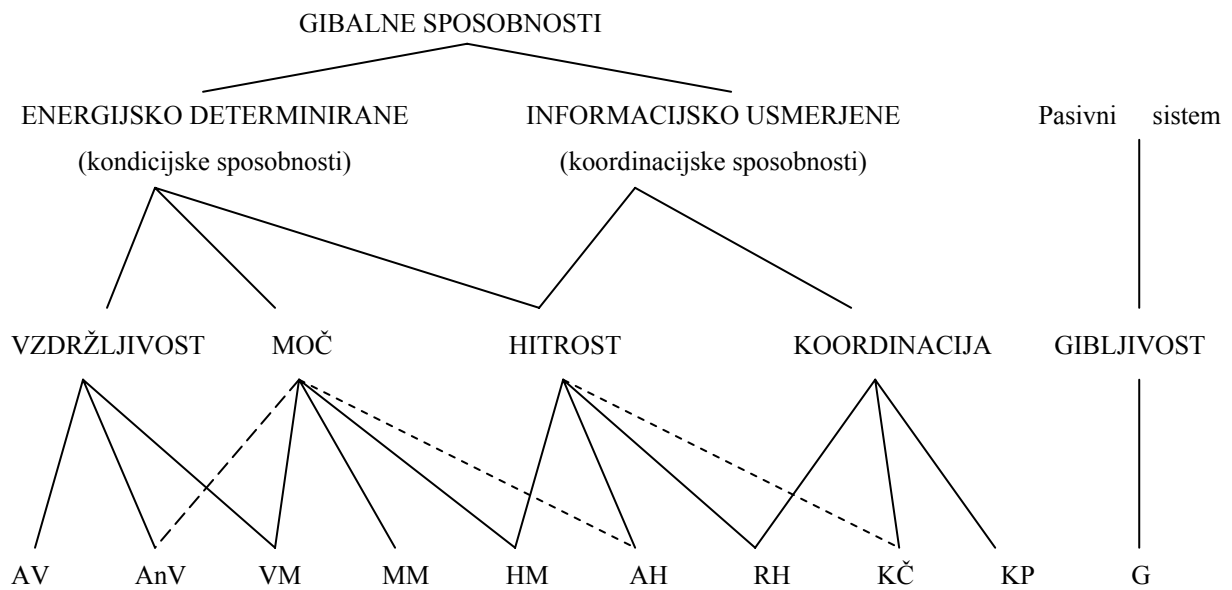 GIBALNE SPOSOBNOSTI
ENERGIJSKO DETERMINIRANE INFORMACIJSKO USMERJENE Pasivni sistem
(kondicijske sposobnosti) (koordinacijske sposobnosti)
VZDRŽLJIVOST MOČ HITROST KOORDINACIJA GIBLJIVOST
AV AnV VM MM HM AH RH KČ KP G